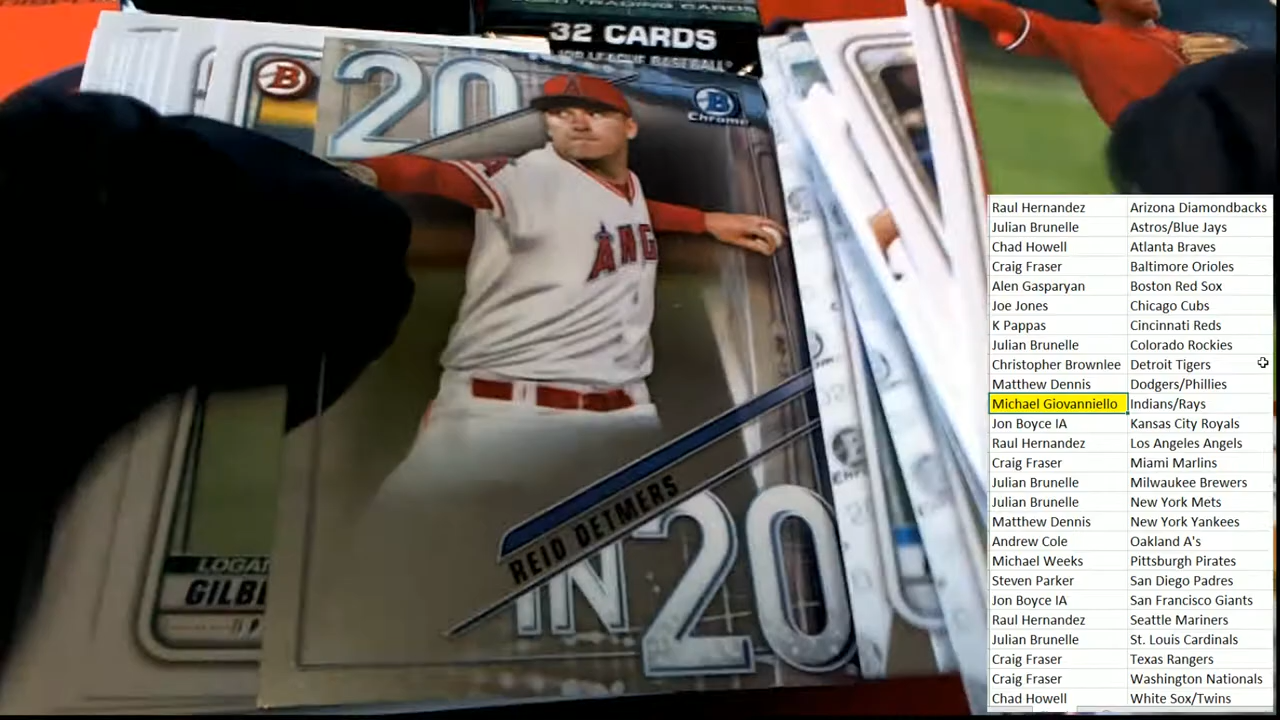 TRADING CARDS
32 CARDS
MAJOR LEAGUE BASEBALL
B
20
B
Chrome
ANG
REID DETMERS
IN 20
LOGAN
GILBE
Raul Hernandez Arizona Diamondbacks
Julian Brunelle Astros/Blue Jays
Chad Howell Atlanta Braves
Craig Fraser Baltimore Orioles
Alen Gasparyan Boston Red Sox
Joe Jones Chicago Cubs
K Pappas Cincinnati Reds
Julian Brunelle Colorado Rockies
Christopher Brownlee Detroit Tigers
Matthew Dennis Dodgers/Phillies
Michael Giovanniello Indians/Rays
Jon Boyce IA Kansas City Royals
Raul Hernandez Los Angeles Angels
Craig Fraser Miami Marlins
Julian Brunelle Milwaukee Brewers
Julian Brunelle New York Mets
Matthew Dennis New York Yankees
Andrew Cole Oakland A's
Michael Weeks Pittsburgh Pirates
Steven Parker San Diego Padres
Jon Boyce IA San Francisco Giants
Raul Hernandez Seattle Mariners
Julian Brunelle St. Louis Cardinals
Craig Fraser Texas Rangers
Craig Fraser Washington Nationals
Chad Howell White Sox/Twins